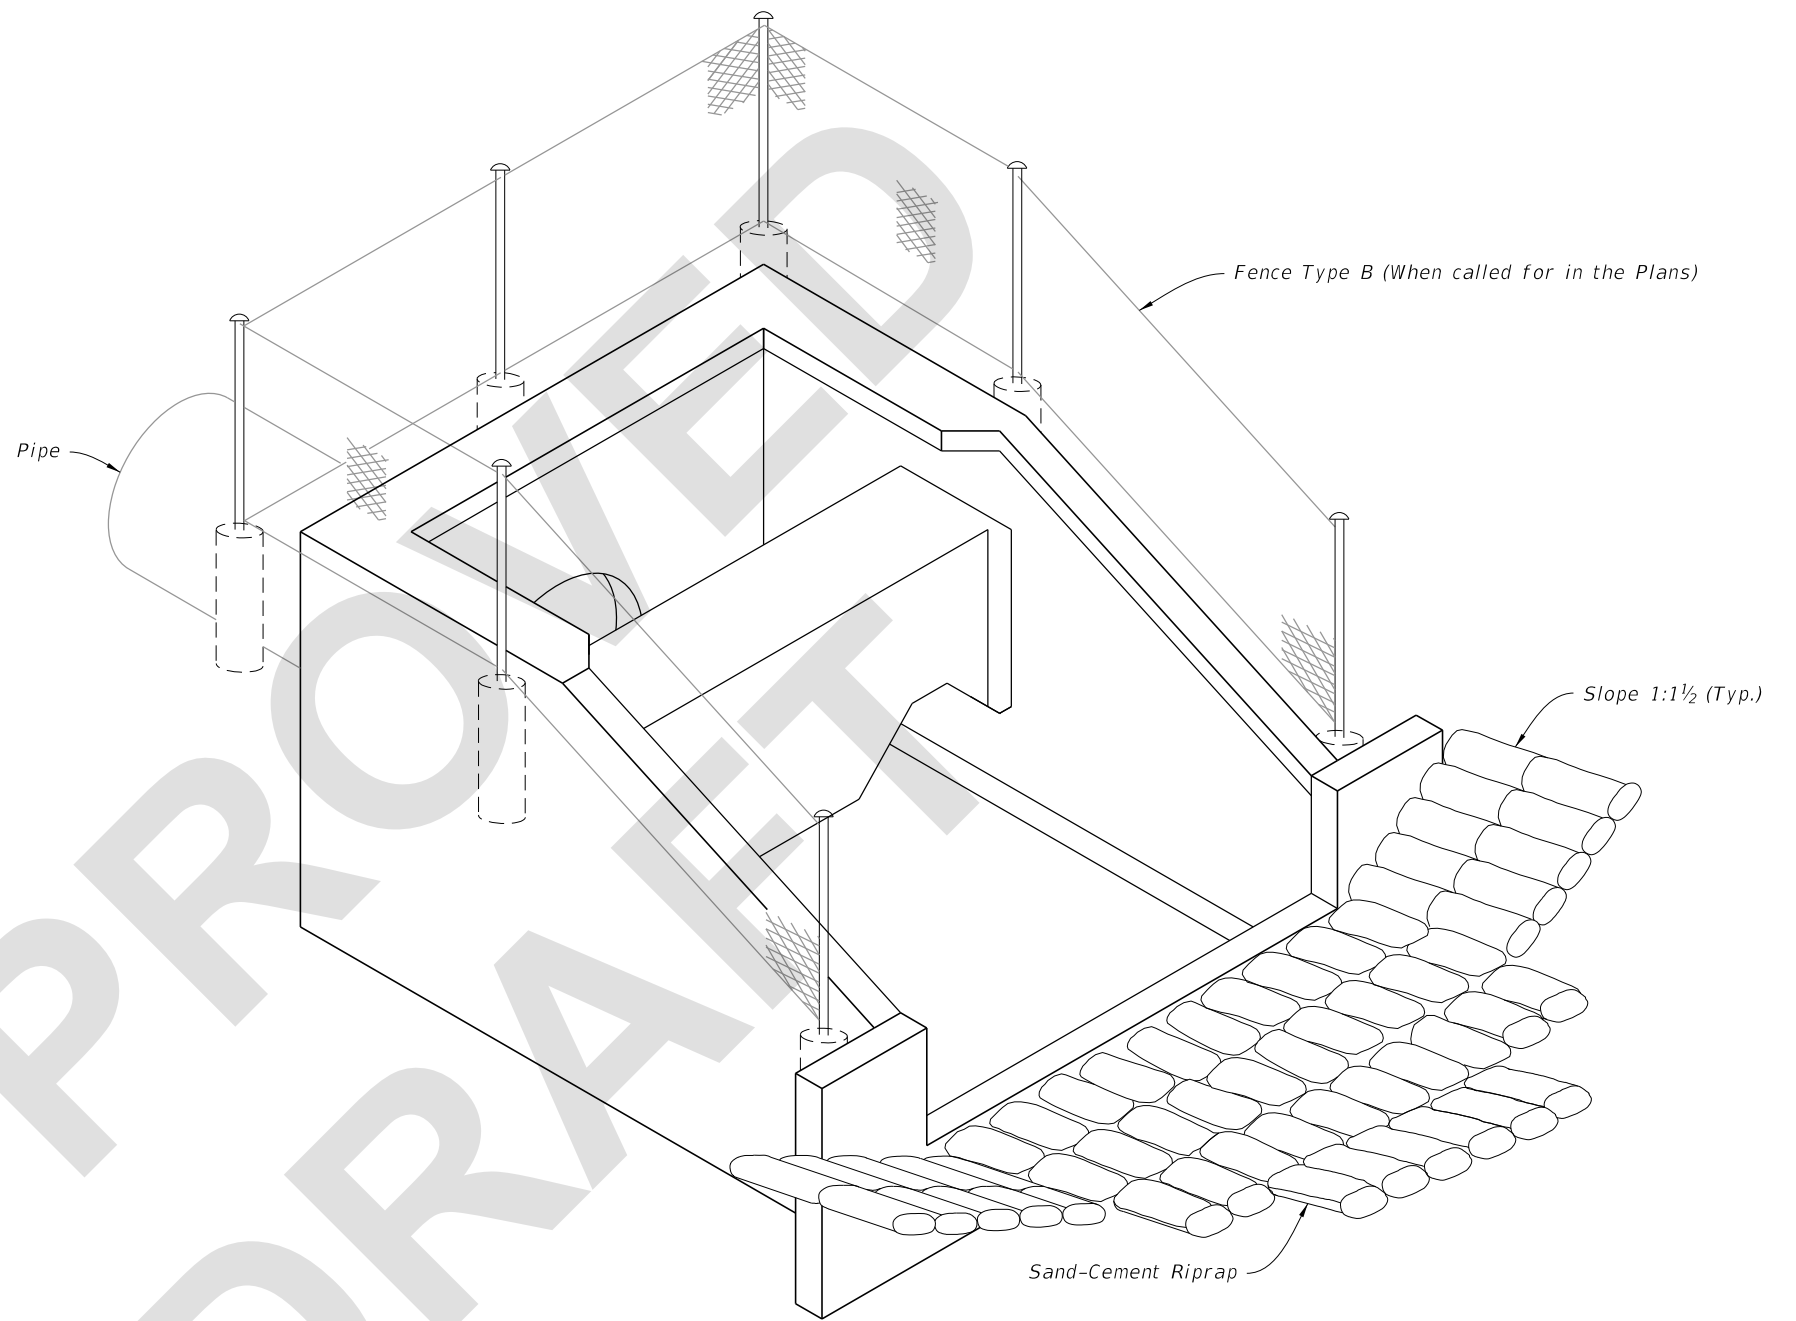 Fence Type B (When called for in the Plans)
Pipe
Slope 1:1½ (Typ.)
Sand-Cement Riprap
PROVED
DRAFT